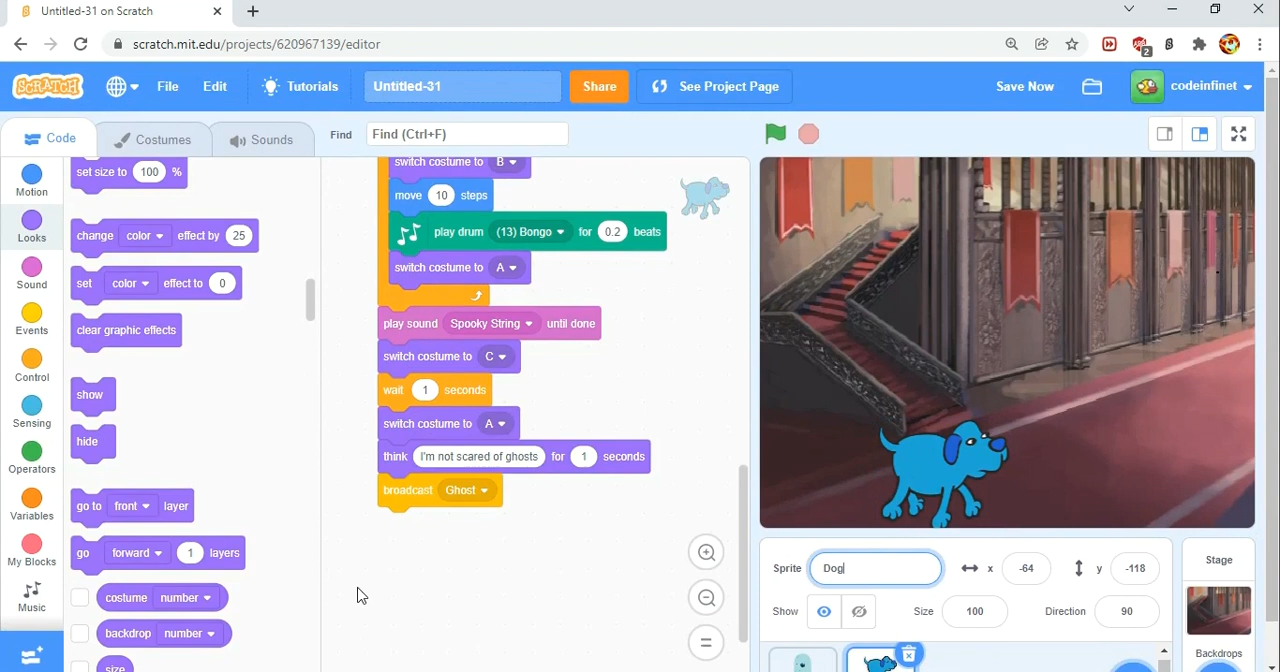 Untitled-31 on Scratch
scratch.mit.edu/projects/620967139/editor
2
SCRATCH File Edit Tutorials Untitled-31 Share See Project Page Save Now codeinfinet
Code Costumes Sounds Find Find (Ctrl+F)
Motion
Looks
Sound
Events
Control
Sensing
Operators
Variables
My Blocks
Music
set size to 100 %
change color effect by 25
set color effect to 0
clear graphic effects
show
hide
go to front layer
go forward 1 layers
costume number
backdrop number
size
switch costume to B
move 10 steps
play drum (13) Bongo for 0.2 beats
switch costume to A
play sound Spooky String until done
switch costume to C
wait 1 seconds
switch costume to A
think I'm not scared of ghosts for 1 seconds
broadcast Ghost
Sprite Dog x -64 y -118
Show Size 100 Direction 90
Stage
Backdrops